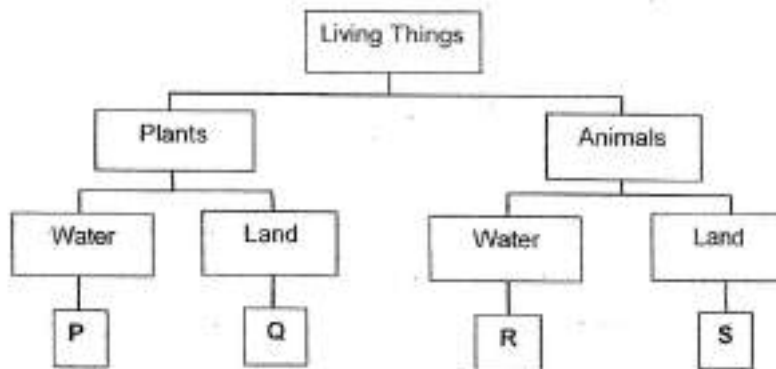 Living Things
Plants
Animals
Water
Land
Water
Land
P
Q
R
S